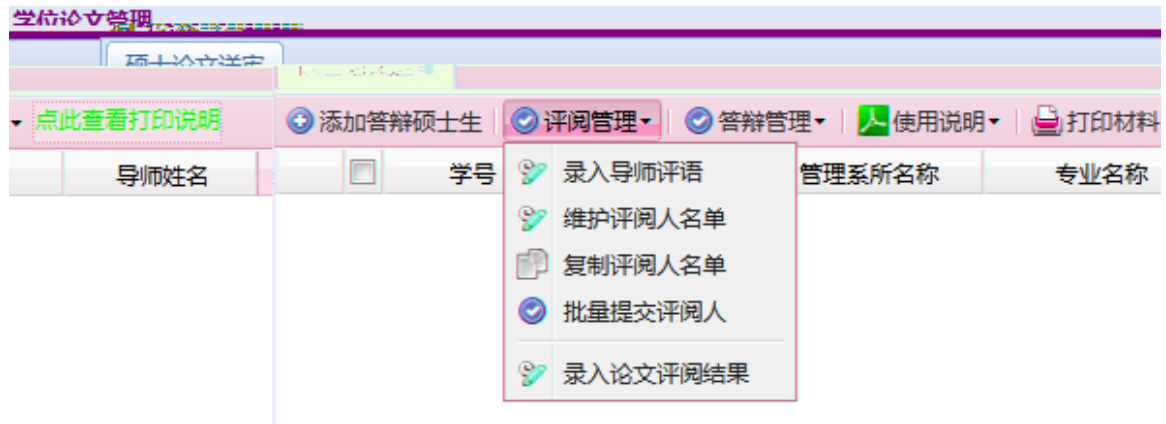 学位论文管理
硕士论文送审
点此查看打印说明 添加答辩硕士生 评阅管理 答辩管理 使用说明 打印材料
导师姓名 学号 管理系所名称 专业名称
录入导师评语
维护评阅人名单
复制评阅人名单
批量提交评阅人
录入论文评阅结果